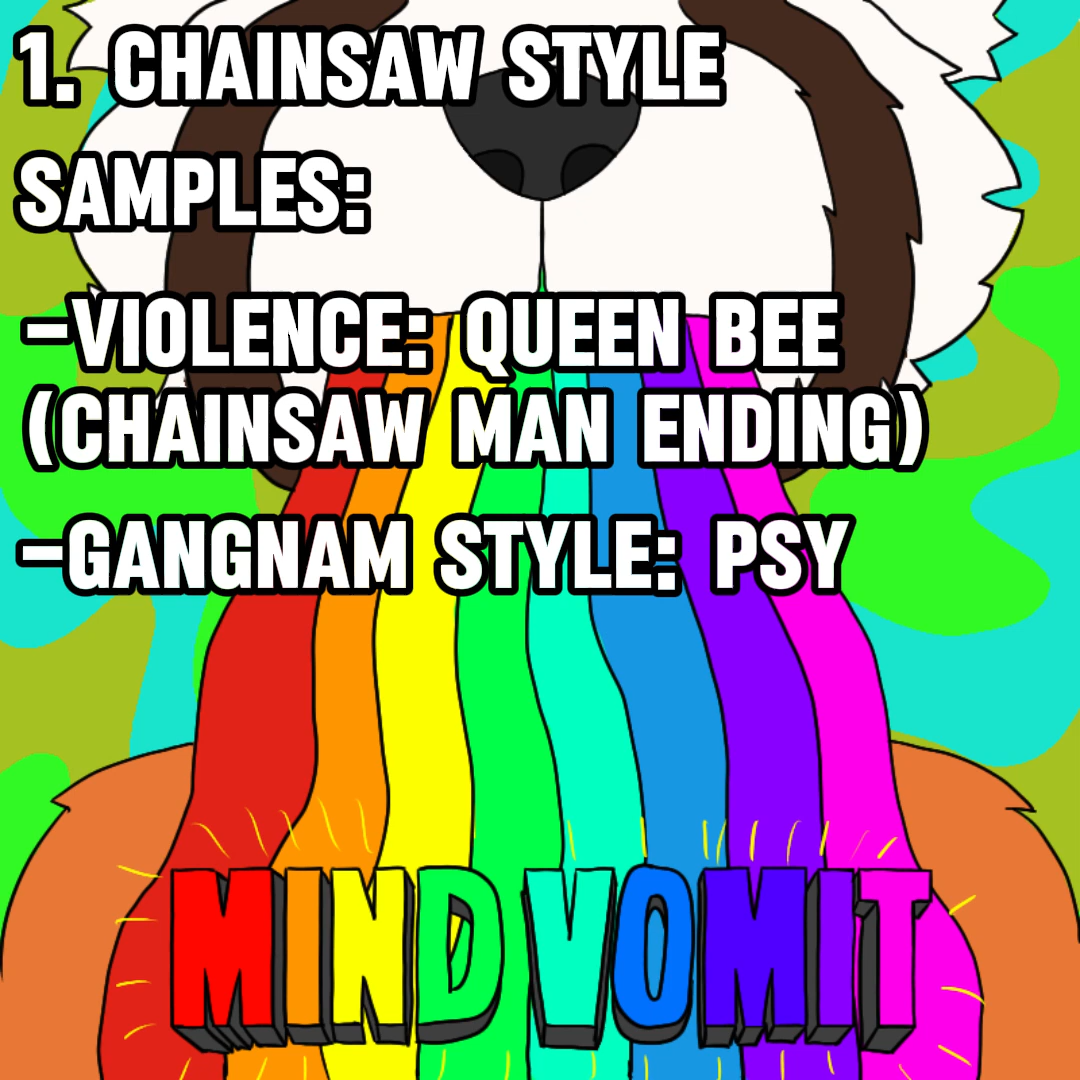 1. CHAINSAW STYLE
SAMPLES:
-VIOLENCE: QUEEN BEE
(CHAINSAW MAN ENDING)
-GANGNAM STYLE: PSY
MIND VOMIT